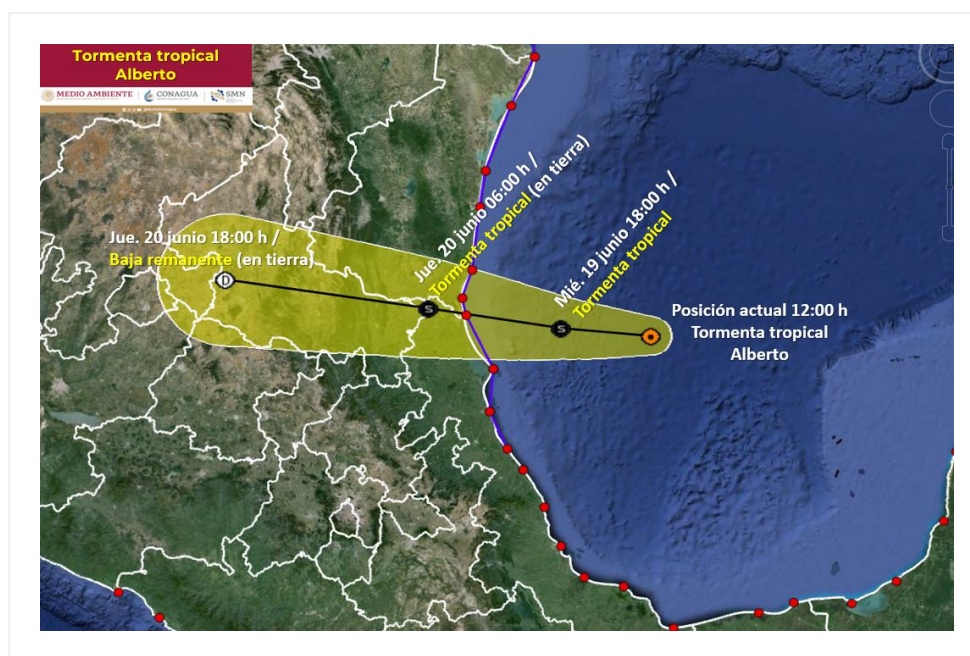 Tormenta tropical
Alberto
MEDIO AMBIENTE
CONAGUA
SMN
Jue. 20 junio 18:00 h /
Baja remanente (en tierra)
D
Jue. 20 junio 06:00 h /
Tormenta tropical (en tierra)
S
Mié. 19 junio 18:00 h /
Tormenta tropical
S
Posición actual 12:00 h
Tormenta tropical
Alberto